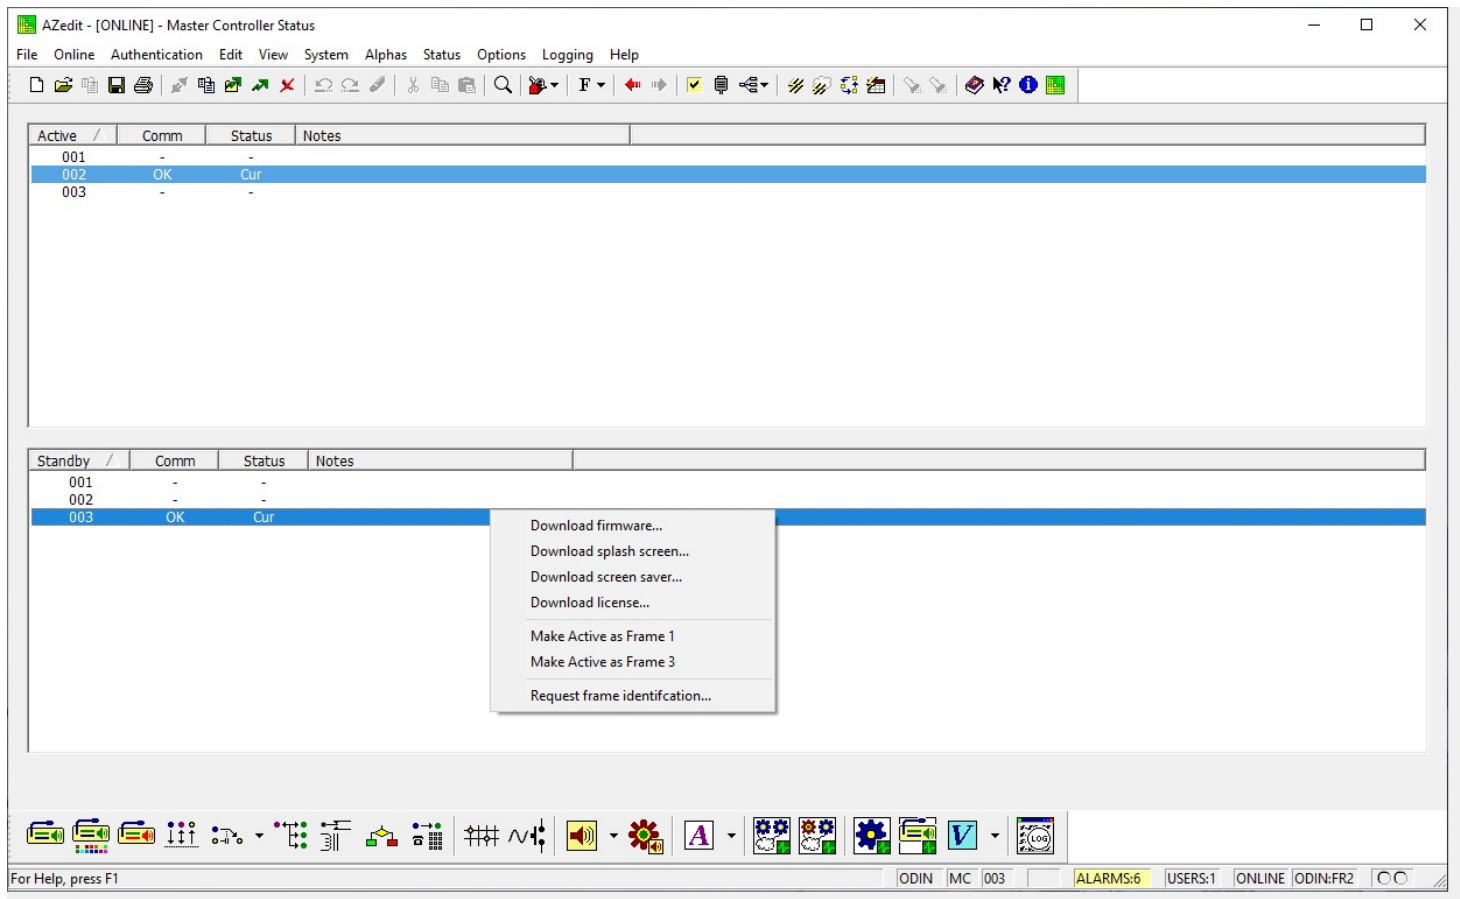 AZedit - [ONLINE] - Master Controller Status
File Online Authentication Edit View System Alphas Status Options Logging Help
F
Active Comm Status Notes
001 - -
002 OK Cur
003 - -
Standby Comm Status Notes
001 - -
002 - -
003 OK Cur
Download firmware...
Download splash screen...
Download screen saver...
Download license...
Make Active as Frame 1
Make Active as Frame 3
Request frame identifcation...
A V LOG
For Help, press F1 ODIN MC 003 ALARMS:6 USERS:1 ONLINE ODIN:FR2